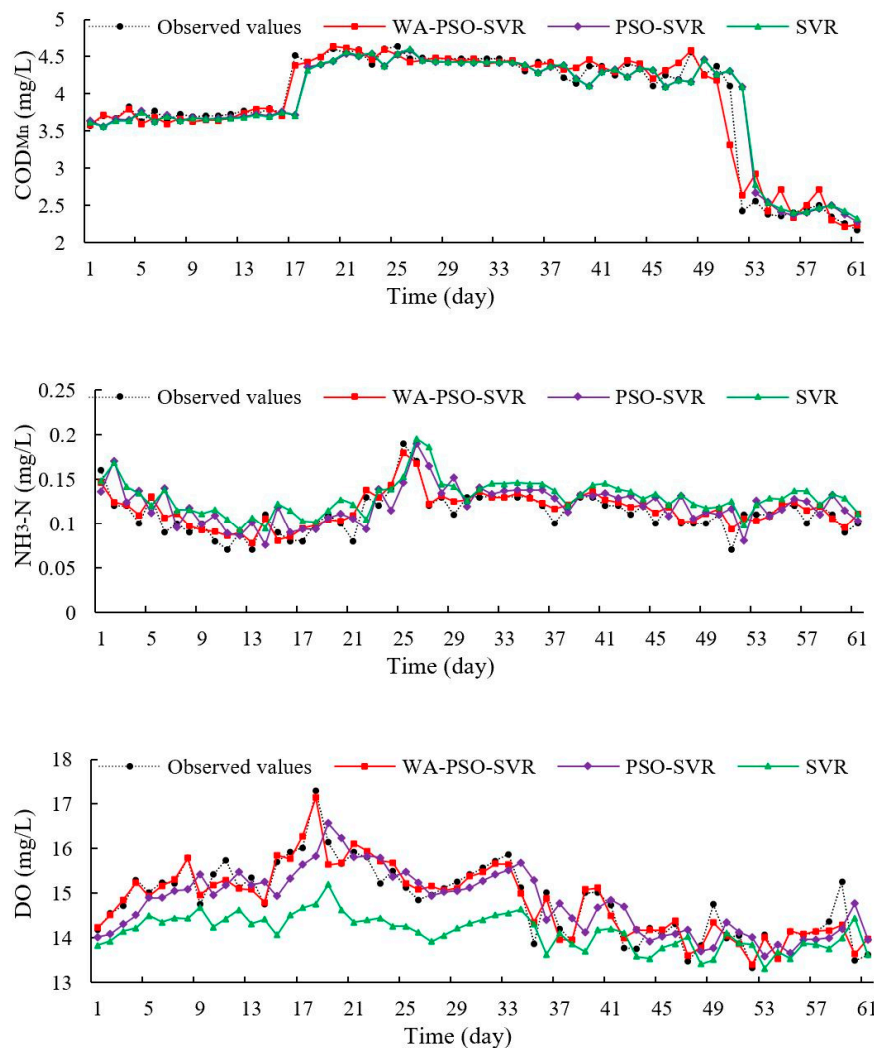 Observed values WA-PSO-SVR PSO-SVR SVR
5
4.5
4
3.5
3
2.5
2
CODMn (mg/L)
1 5 9 13 17 21 25 29 33 37 41 45 49 53 57 61
Time (day)
Observed values WA-PSO-SVR PSO-SVR SVR
0.25
0.2
0.15
0.1
0.05
0
NH3-N (mg/L)
1 5 9 13 17 21 25 29 33 37 41 45 49 53 57 61
Time (day)
Observed values WA-PSO-SVR PSO-SVR SVR
18
17
16
15
14
13
DO (mg/L)
1 5 9 13 17 21 25 29 33 37 41 45 49 53 57 61
Time (day)